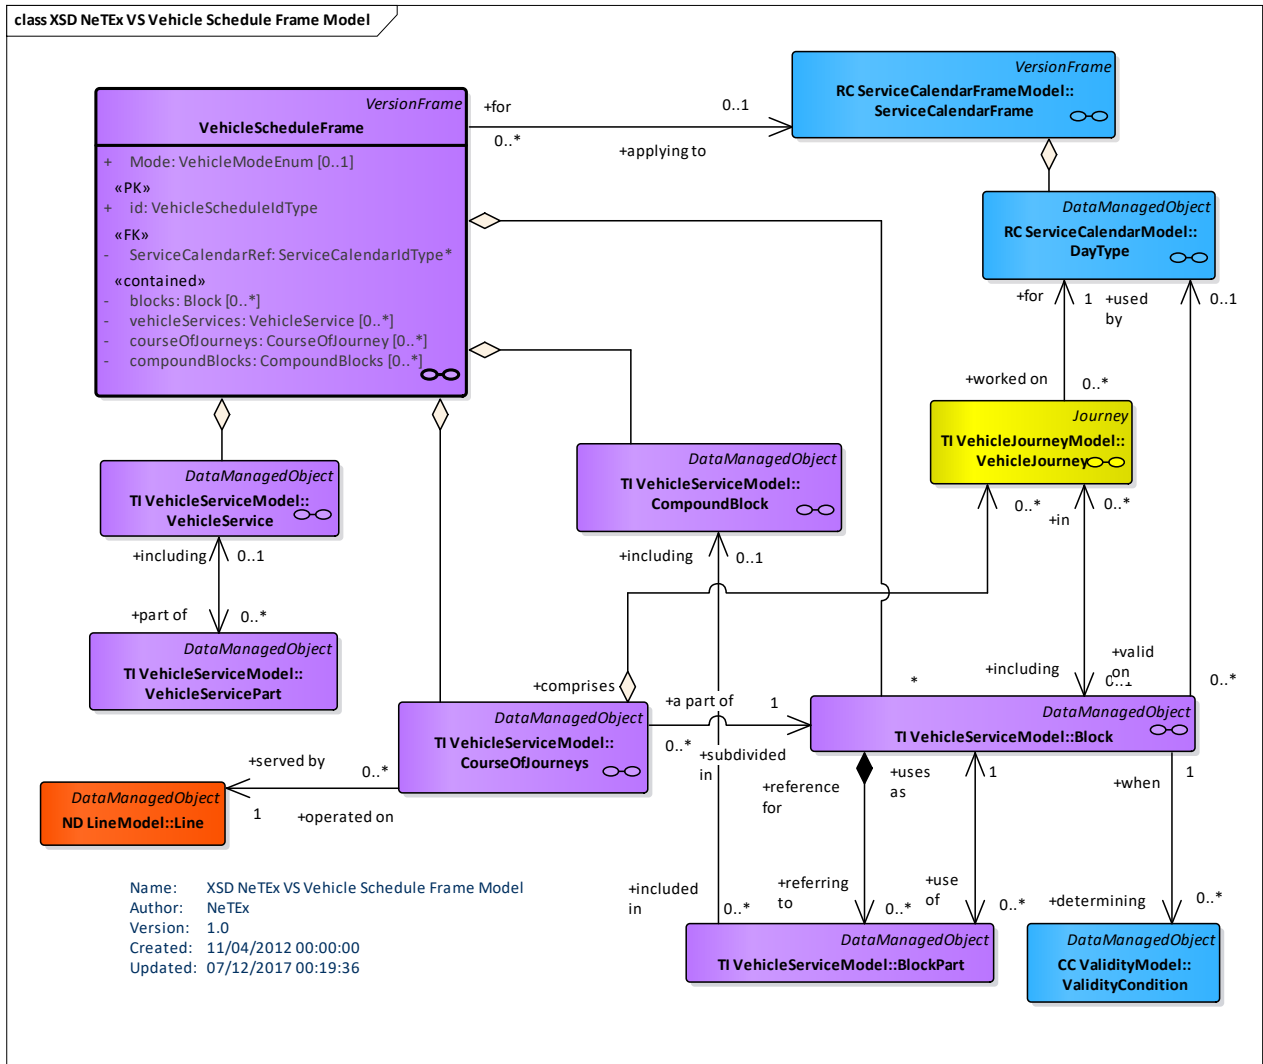 class XSD NeTEx VS Vehicle Schedule Frame Model
VersionFrame
VehicleScheduleFrame
+ Mode: VehicleModeEnum [0..1]
«PK»
+ id: VehicleScheduleIdType
«FK»
- ServiceCalendarRef: ServiceCalendarIdType*
«contained»
- blocks: Block [0..*]
- vehicleServices: VehicleService [0..*]
- courseOfJourneys: CourseOfJourney [0..*]
- compoundBlocks: CompoundBlocks [0..*]
+for
0..*
0..1
+applying to
VersionFrame
RC ServiceCalendarFrameModel::
ServiceCalendarFrame
DataManagedObject
RC ServiceCalendarModel::
DayType
+for
1
+used
by
0..1
+worked on
0..*
Journey
TI VehicleJourneyModel::
VehicleJourney
0..*
+in
0..*
DataManagedObject
TI VehicleServiceModel::
VehicleService
+including
0..1
+part of
0..*
DataManagedObject
TI VehicleServiceModel::
VehicleServicePart
DataManagedObject
TI VehicleServiceModel::
CompoundBlock
+including
0..1
+comprises
+a part of
1
*
+including
+valid
on
0..1
0..*
DataManagedObject
TI VehicleServiceModel::
CourseOfJourneys
0..*
+subdivided
in
DataManagedObject
TI VehicleServiceModel::Block
+served by
0..*
1
+operated on
DataManagedObject
ND LineModel::Line
+reference
for
+uses
as
1
+when
1
+included
in
0..*
+referring
to
0..*
+use
of
0..*
+determining
0..*
DataManagedObject
TI VehicleServiceModel::BlockPart
DataManagedObject
CC ValidityModel::
ValidityCondition
Name: XSD NeTEx VS Vehicle Schedule Frame Model
Author: NeTEx
Version: 1.0
Created: 11/04/2012 00:00:00
Updated: 07/12/2017 00:19:36